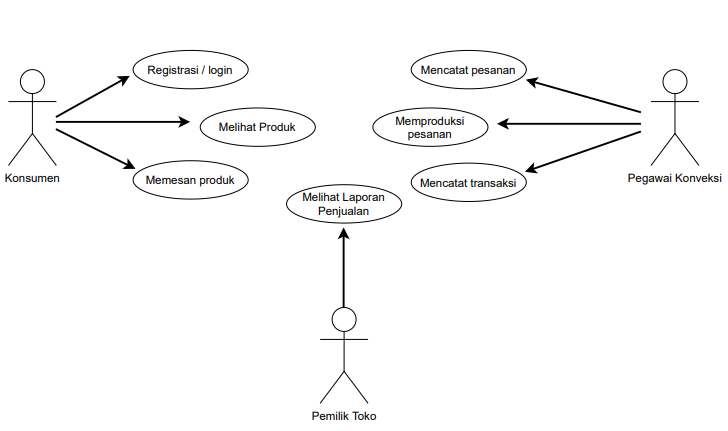 Registrasi / login
Mencatat pesanan
Melihat Produk
Memproduksi
pesanan
Konsumen
Memesan produk
Mencatat transaksi
Pegawai Konveksi
Melihat Laporan
Penjualan
Pemilik Toko